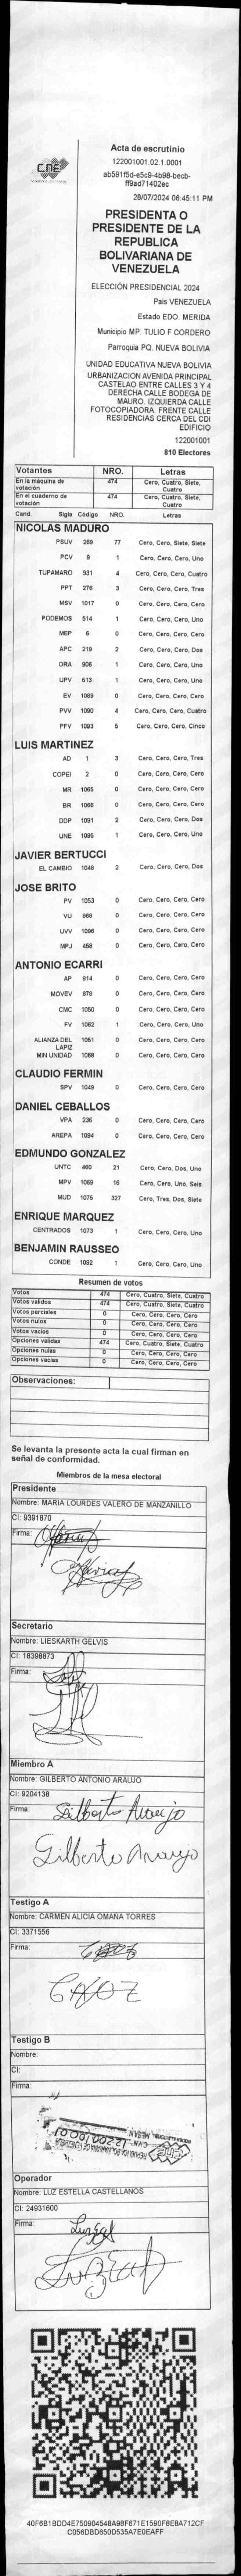 CNE
Acta de escrutinio
122001001.02.1.0001
ab591f5d-e5c9-4b98-becb-
ff9ad71402ec
28/07/2024 06:45:11 PM
PRESIDENTA O
PRESIDENTE DE LA
REPUBLICA
BOLIVARIANA DE
VENEZUELA
ELECCIÓN PRESIDENCIAL 2024
Pais VENEZUELA
Estado EDO. MERIDA
Municipio MP. TULIO F CORDERO
Parroquia PQ. NUEVA BOLIVIA
UNIDAD EDUCATIVA NUEVA BOLIVIA
URBANIZACION AVENIDA PRINCIPAL
CASTELAO ENTRE CALLES 3 Y 4
DERECHA CALLE BODEGA DE
MAURO. IZQUIERDA CALLE
FOTOCOPIADORA. FRENTE CALLE
RESIDENCIAS CERCA DEL CDI
EDIFICIO
122001001
810 Electores
Votantes NRO. Letras
En la máquina de votación 474 Cero, Cuatro, Siete, Cuatro
En el cuaderno de votación 474 Cero, Cuatro, Siete, Cuatro
Cand. Sigla Código NRO. Letras
NICOLAS MADURO
PSUV 269 77 Cero, Cero, Siete, Siete
PCV 9 1 Cero, Cero, Cero, Uno
TUPAMARO 931 4 Cero, Cero, Cero, Cuatro
PPT 276 3 Cero, Cero, Cero, Tres
MSV 1017 0 Cero, Cero, Cero, Cero
PODEMOS 514 1 Cero, Cero, Cero, Uno
MEP 6 0 Cero, Cero, Cero, Cero
APC 219 2 Cero, Cero, Cero, Dos
ORA 906 1 Cero, Cero, Cero, Uno
UPV 513 1 Cero, Cero, Cero, Uno
EV 1089 0 Cero, Cero, Cero, Cero
PVV 1090 4 Cero, Cero, Cero, Cuatro
PFV 1093 5 Cero, Cero, Cero, Cinco
LUIS MARTINEZ
AD 1 3 Cero, Cero, Cero, Tres
COPEI 2 0 Cero, Cero, Cero, Cero
MR 1065 0 Cero, Cero, Cero, Cero
BR 1066 0 Cero, Cero, Cero, Cero
DDP 1091 2 Cero, Cero, Cero, Dos
UNE 1095 1 Cero, Cero, Cero, Uno
JAVIER BERTUCCI
EL CAMBIO 1048 2 Cero, Cero, Cero, Dos
JOSE BRITO
PV 1053 0 Cero, Cero, Cero, Cero
VU 868 0 Cero, Cero, Cero, Cero
UVV 1096 0 Cero, Cero, Cero, Cero
MPJ 458 0 Cero, Cero, Cero, Cero
ANTONIO ECARRI
AP 814 0 Cero, Cero, Cero, Cero
MOVEV 979 0 Cero, Cero, Cero, Cero
CMC 1050 0 Cero, Cero, Cero, Cero
FV 1062 1 Cero, Cero, Cero, Uno
ALIANZA DEL LAPIZ 1051 0 Cero, Cero, Cero, Cero
MIN UNIDAD 1069 0 Cero, Cero, Cero, Cero
CLAUDIO FERMIN
SPV 1049 0 Cero, Cero, Cero, Cero
DANIEL CEBALLOS
VPA 236 0 Cero, Cero, Cero, Cero
AREPA 1094 0 Cero, Cero, Cero, Cero
EDMUNDO GONZALEZ
UNTC 460 21 Cero, Cero, Dos, Uno
MPV 1059 16 Cero, Cero, Uno, Seis
MUD 1075 327 Cero, Tres, Dos, Siete
ENRIQUE MARQUEZ
CENTRADOS 1073 1 Cero, Cero, Cero, Uno
BENJAMIN RAUSSEO
CONDE 1092 1 Cero, Cero, Cero, Uno
Resumen de votos
Votos 474 Cero, Cuatro, Siete, Cuatro
Votos validos 474 Cero, Cuatro, Siete, Cuatro
Votos parciales 0 Cero, Cero, Cero, Cero
Votos nulos 0 Cero, Cero, Cero, Cero
Votos vacios 0 Cero, Cero, Cero, Cero
Opciones validas 474 Cero, Cuatro, Siete, Cuatro
Opciones nulas 0 Cero, Cero, Cero, Cero
Opciones vacias 0 Cero, Cero, Cero, Cero
Observaciones:
Se levanta la presente acta la cual firman en
señal de conformidad.
Miembros de la mesa electoral
Presidente
Nombre: MARIA LOURDES VALERO DE MANZANILLO
CI: 9391870
Firma:
Secretario
Nombre: LIESKARTH GELVIS
CI: 18398873
Firma:
Miembro A
Nombre: GILBERTO ANTONIO ARAUJO
CI: 9204138
Firma: Gilberto Araujo
Gilberto Araujo
Testigo A
Nombre: CARMEN ALICIA OMAÑA TORRES
CI: 3371556
Firma:
Testigo B
Nombre:
CI:
Firma:
Operador
Nombre: LUZ ESTELLA CASTELLANOS
CI: 24931600
Firma:
40F6B1BDD4E750904548A98F671E1590F8E8A712CF
C056DBD650D535A7E0EAFF